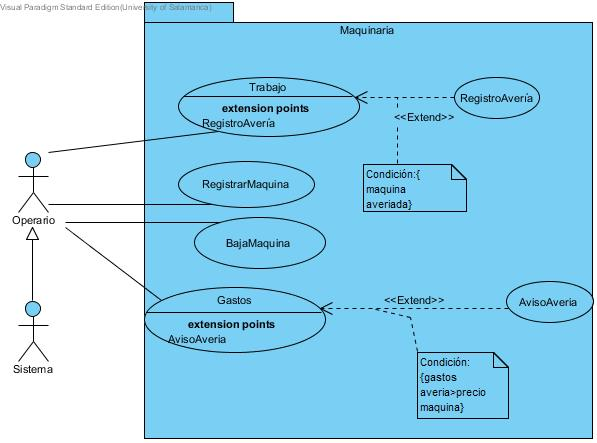 Visual Paradigm Standard Edition(University of Salamanca)
Maquinaria
Trabajo
extension points
RegistroAvería
RegistroAvería
<<Extend>>
Condición:{
maquina
averiada}
RegistrarMaquina
Operario
BajaMaquina
Gastos
extension points
AvisoAveria
<<Extend>>
AvisoAveria
Condición:
{gastos
averia>precio
maquina}
Sistema